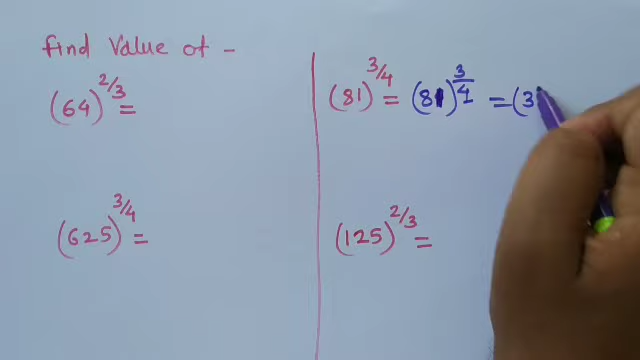 find Value of -
(64)^2/3 =
(625)^3/4 =
(81)^3/4 = (81)^3/4 = (3
(125)^2/3 =